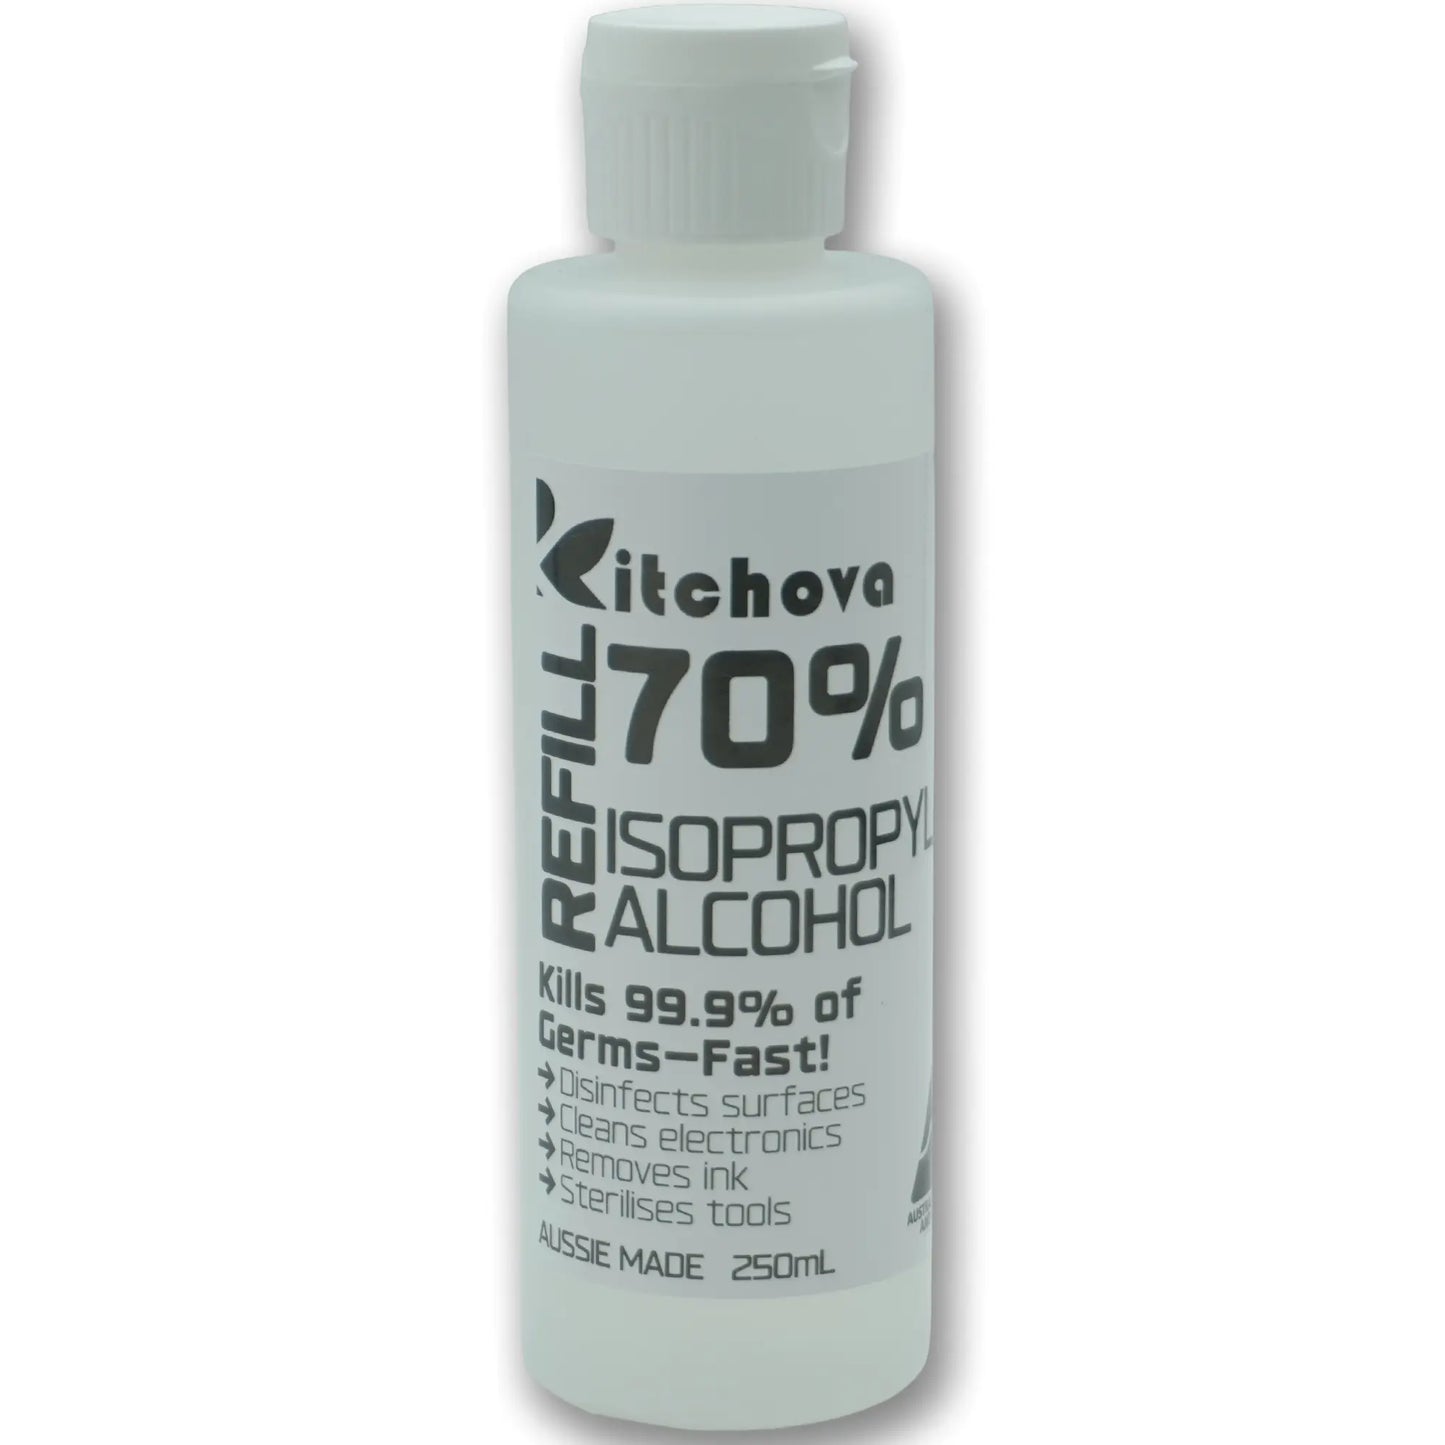 Kitchova
REFILL
70%
ISOPROPYL
ALCOHOL
Kills 99.9% of
Germs—Fast!
→ Disinfects surfaces
→ Cleans electronics
→ Removes ink
→ Sterilises tools
AUSSIE MADE 250mL